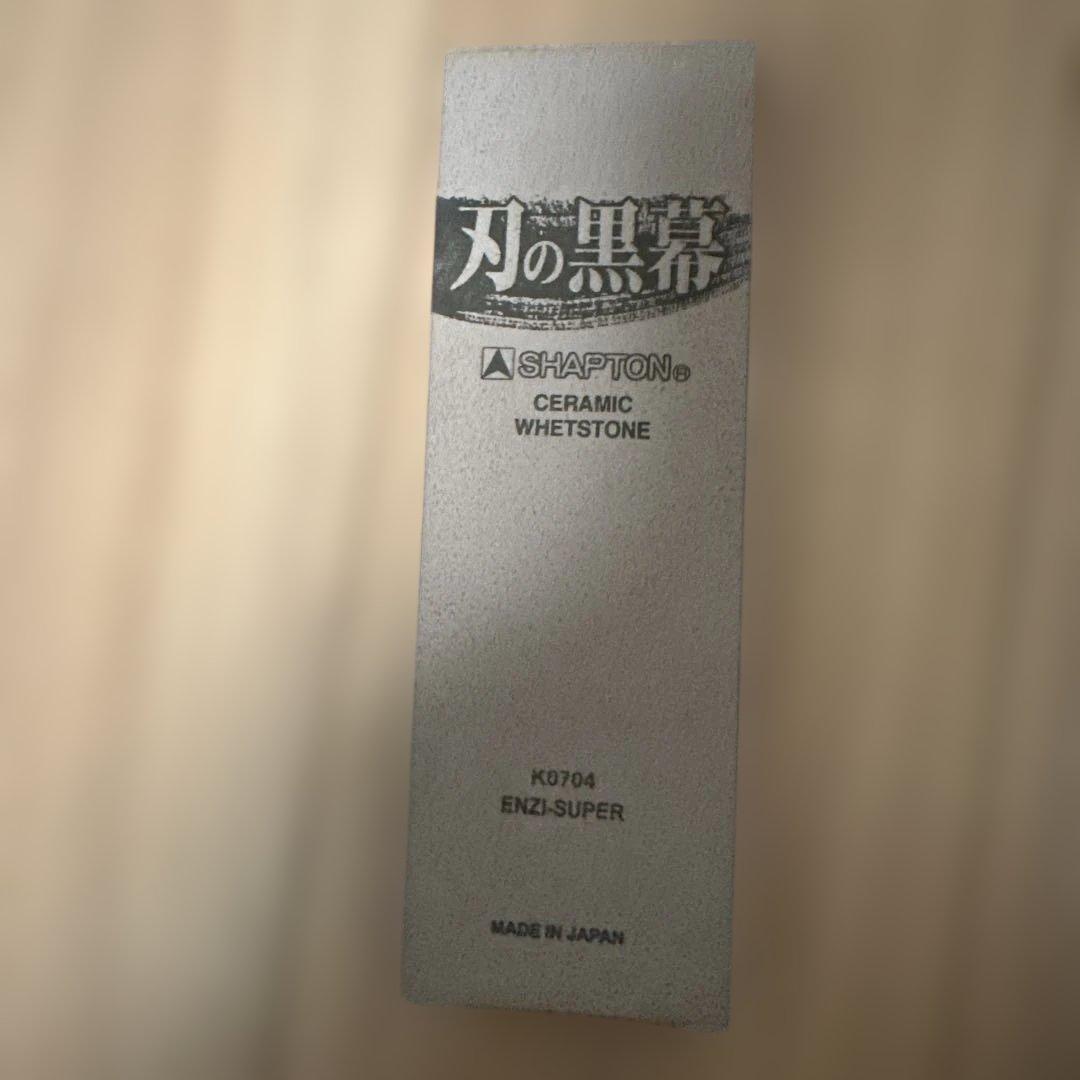 刃の黒幕
SHAPTON®
CERAMIC
WHETSTONE
K0704
ENZI-SUPER
MADE IN JAPAN